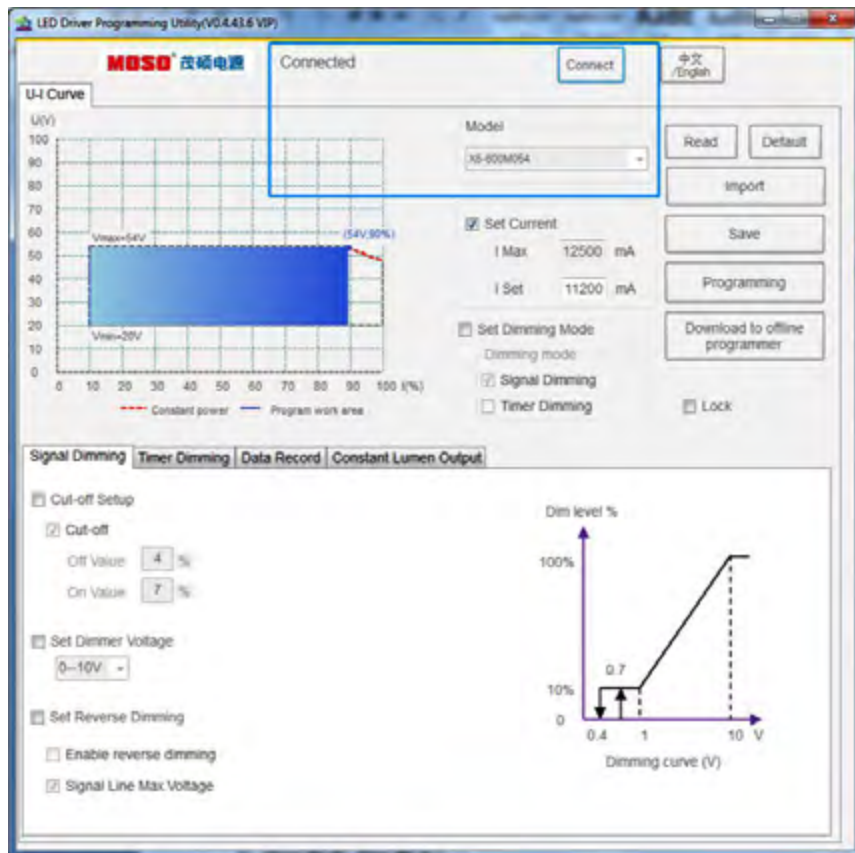 LED Driver Programming Utility(V0.4.43.6 VIP)
MOSO® 茂硕电源
Connected
Connect
中文
/English
U-I Curve
U(V)
100
90
80
70
60
50
40
30
20
10
0
Vmax=54V
(54V,90%)
Vmin=20V
0 10 20 30 40 50 60 70 80 90 100 I(%)
Constant power
Program work area
Model
X6-600M054
Set Current
I Max 12500 mA
I Set 11200 mA
Set Dimming Mode
Dimming mode
Signal Dimming
Timer Dimming
Read
Default
Import
Save
Programming
Download to offline
programmer
Lock
Signal Dimming
Timer Dimming
Data Record
Constant Lumen Output
Cut-off Setup
Cut-off
Off Value 4 %
On Value 7 %
Set Dimmer Voltage
0--10V
Set Reverse Dimming
Enable reverse dimming
Signal Line Max Voltage
Dim level %
100%
0.7
10%
0
0.4 1 10 V
Dimming curve (V)